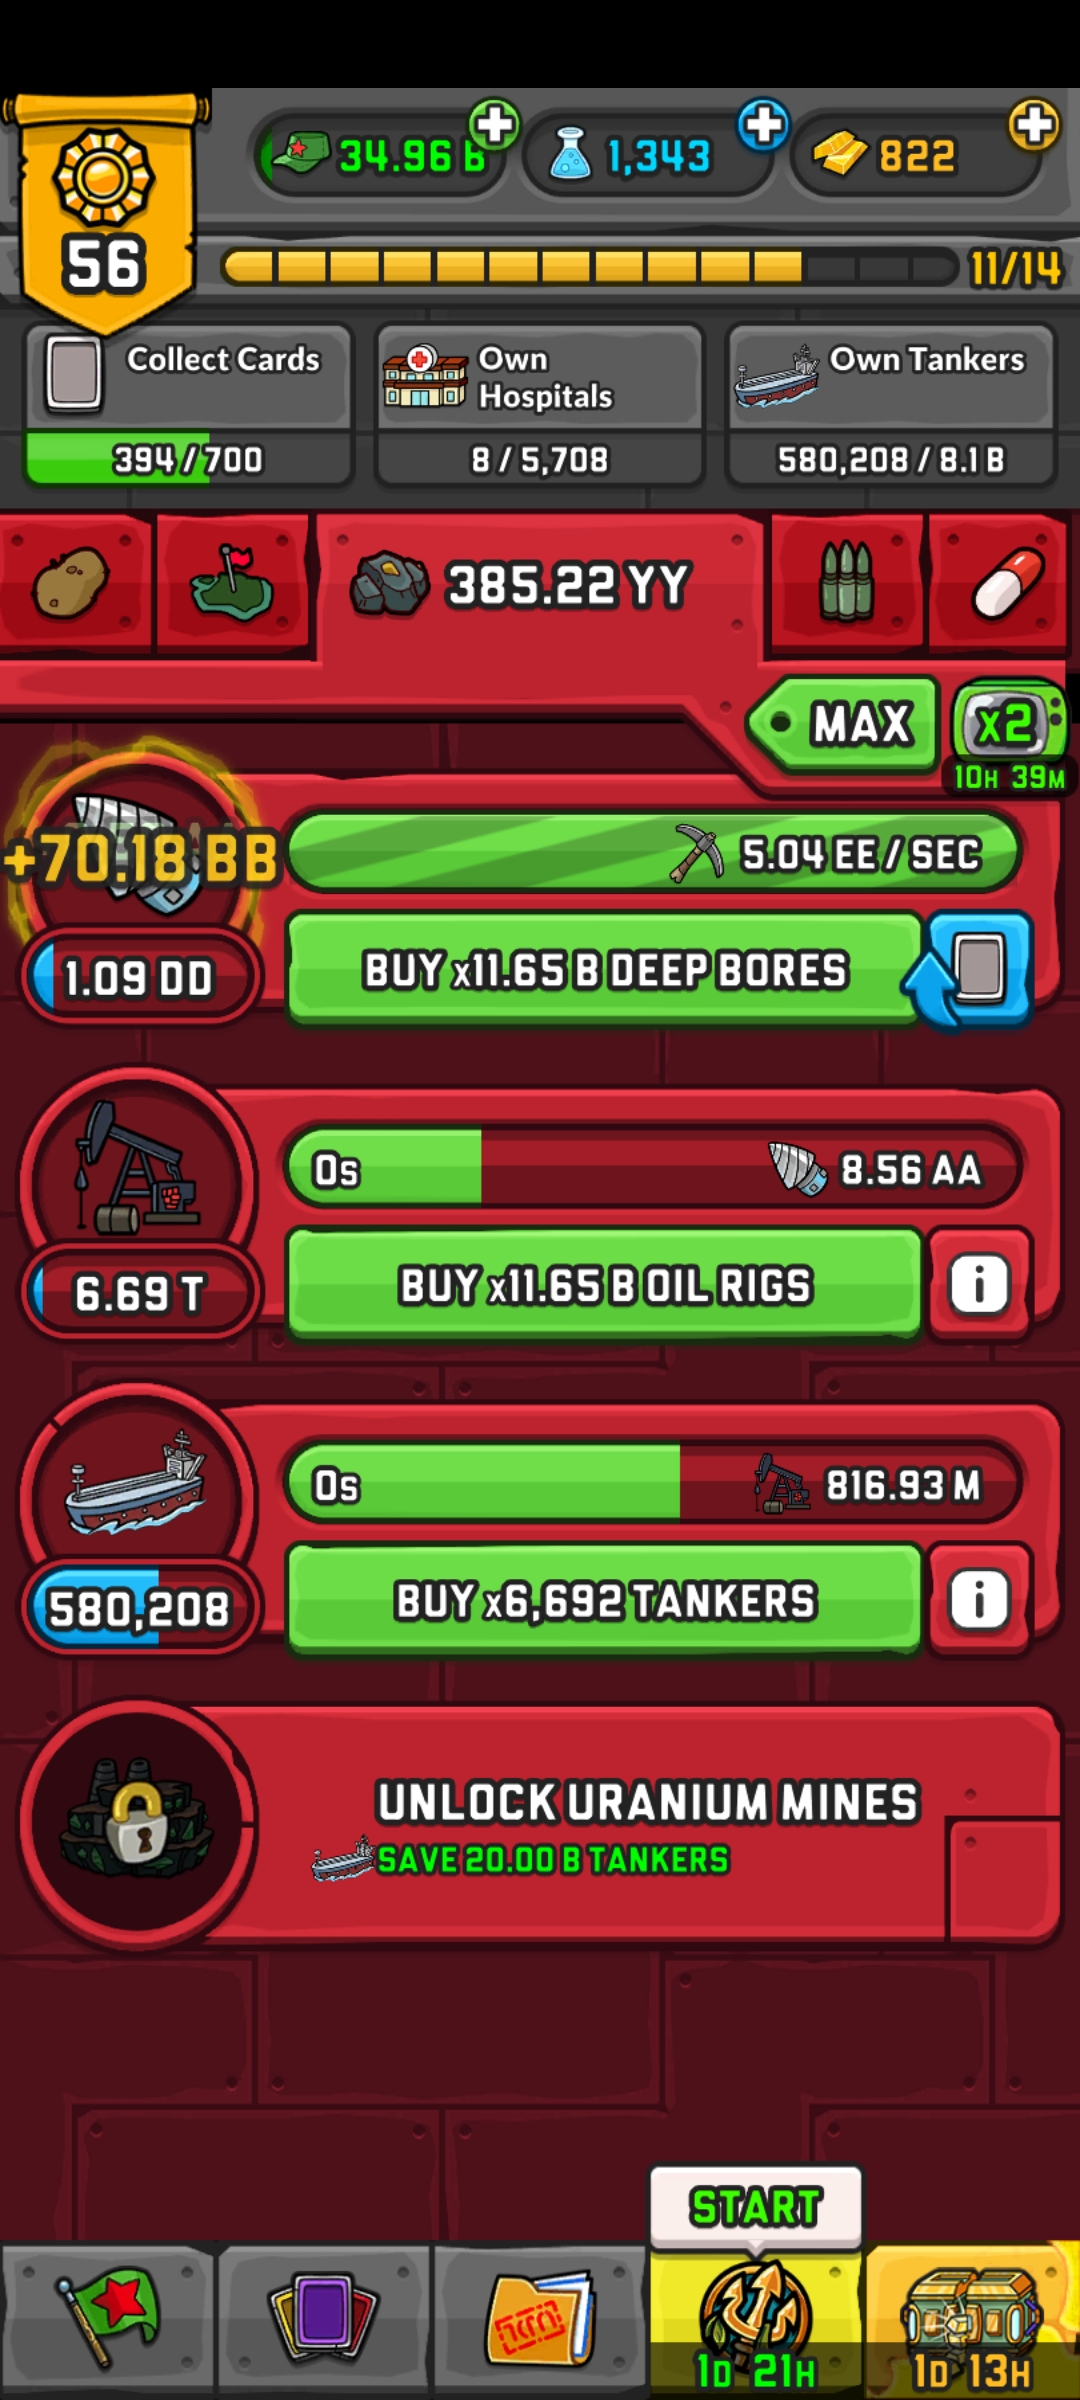 56
34.96 B
1,343
822
11/14
Collect Cards
394/700
Own
Hospitals
8/5,708
Own Tankers
580,208/8.1 B
385.22 YY
MAX
x2
10H 39M
+70.18 BB
5.04 EE/SEC
1.09 DD
BUY x11.65 B DEEP BORES
0s
8.56 AA
6.69 T
BUY x11.65 B OIL RIGS
i
0s
816.93 M
580,208
BUY x6,692 TANKERS
i
UNLOCK URANIUM MINES
SAVE 20.00 B TANKERS
START
1D 21H
1D 13H